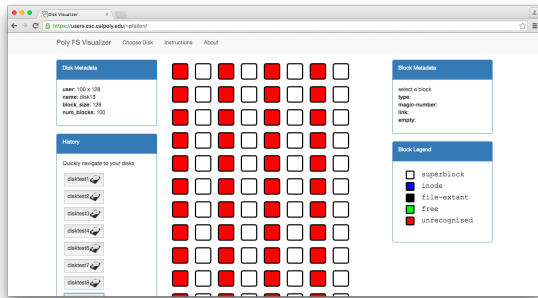 Disk Visualizer
https://users.csc.calpoly.edu/~pfallon/
Poly FS Visualizer Choose Disk Instructions About
Disk Metadata
user: 100 x 128
name: disk13
block_size: 128
num_blocks: 100
History
Quickly navigate to your disks
disktest1
disktest2
disktest3
disktest4
disktest6
disktest7
disktest8
Block Metadata
select a block
type:
magic-number:
link:
empty:
Block Legend
superblock
inode
file-extant
free
unrecognised